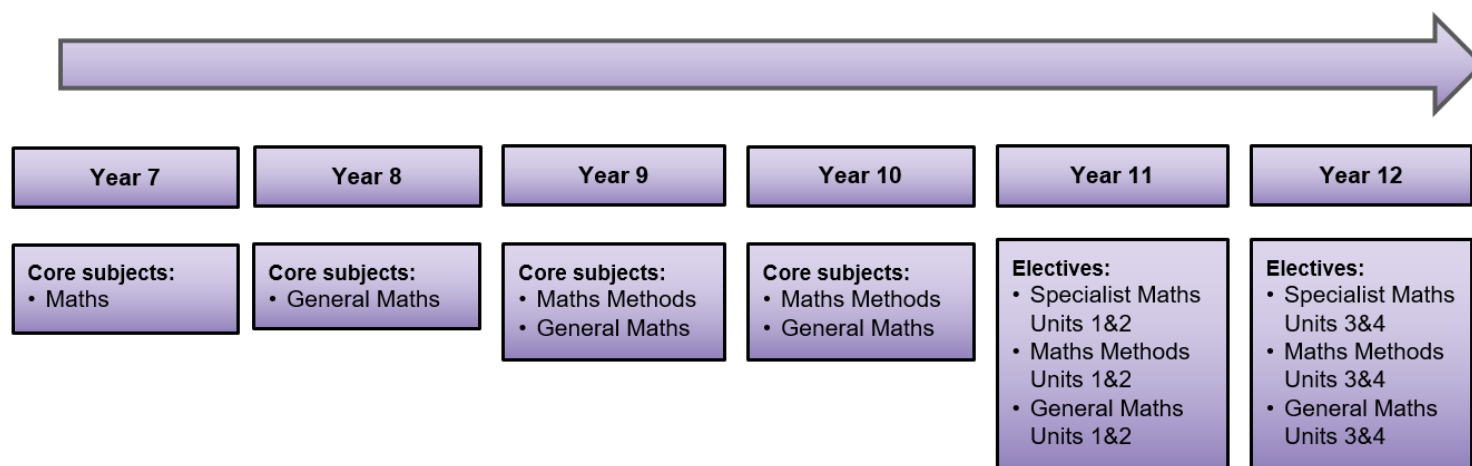 Year 7
Year 8
Year 9
Year 10
Year 11
Year 12
Core subjects:
• Maths
Core subjects:
• General Maths
Core subjects:
• Maths Methods
• General Maths
Core subjects:
• Maths Methods
• General Maths
Electives:
• Specialist Maths
Units 1&2
• Maths Methods
Units 1&2
• General Maths
Units 1&2
Electives:
• Specialist Maths
Units 3&4
• Maths Methods
Units 3&4
• General Maths
Units 3&4